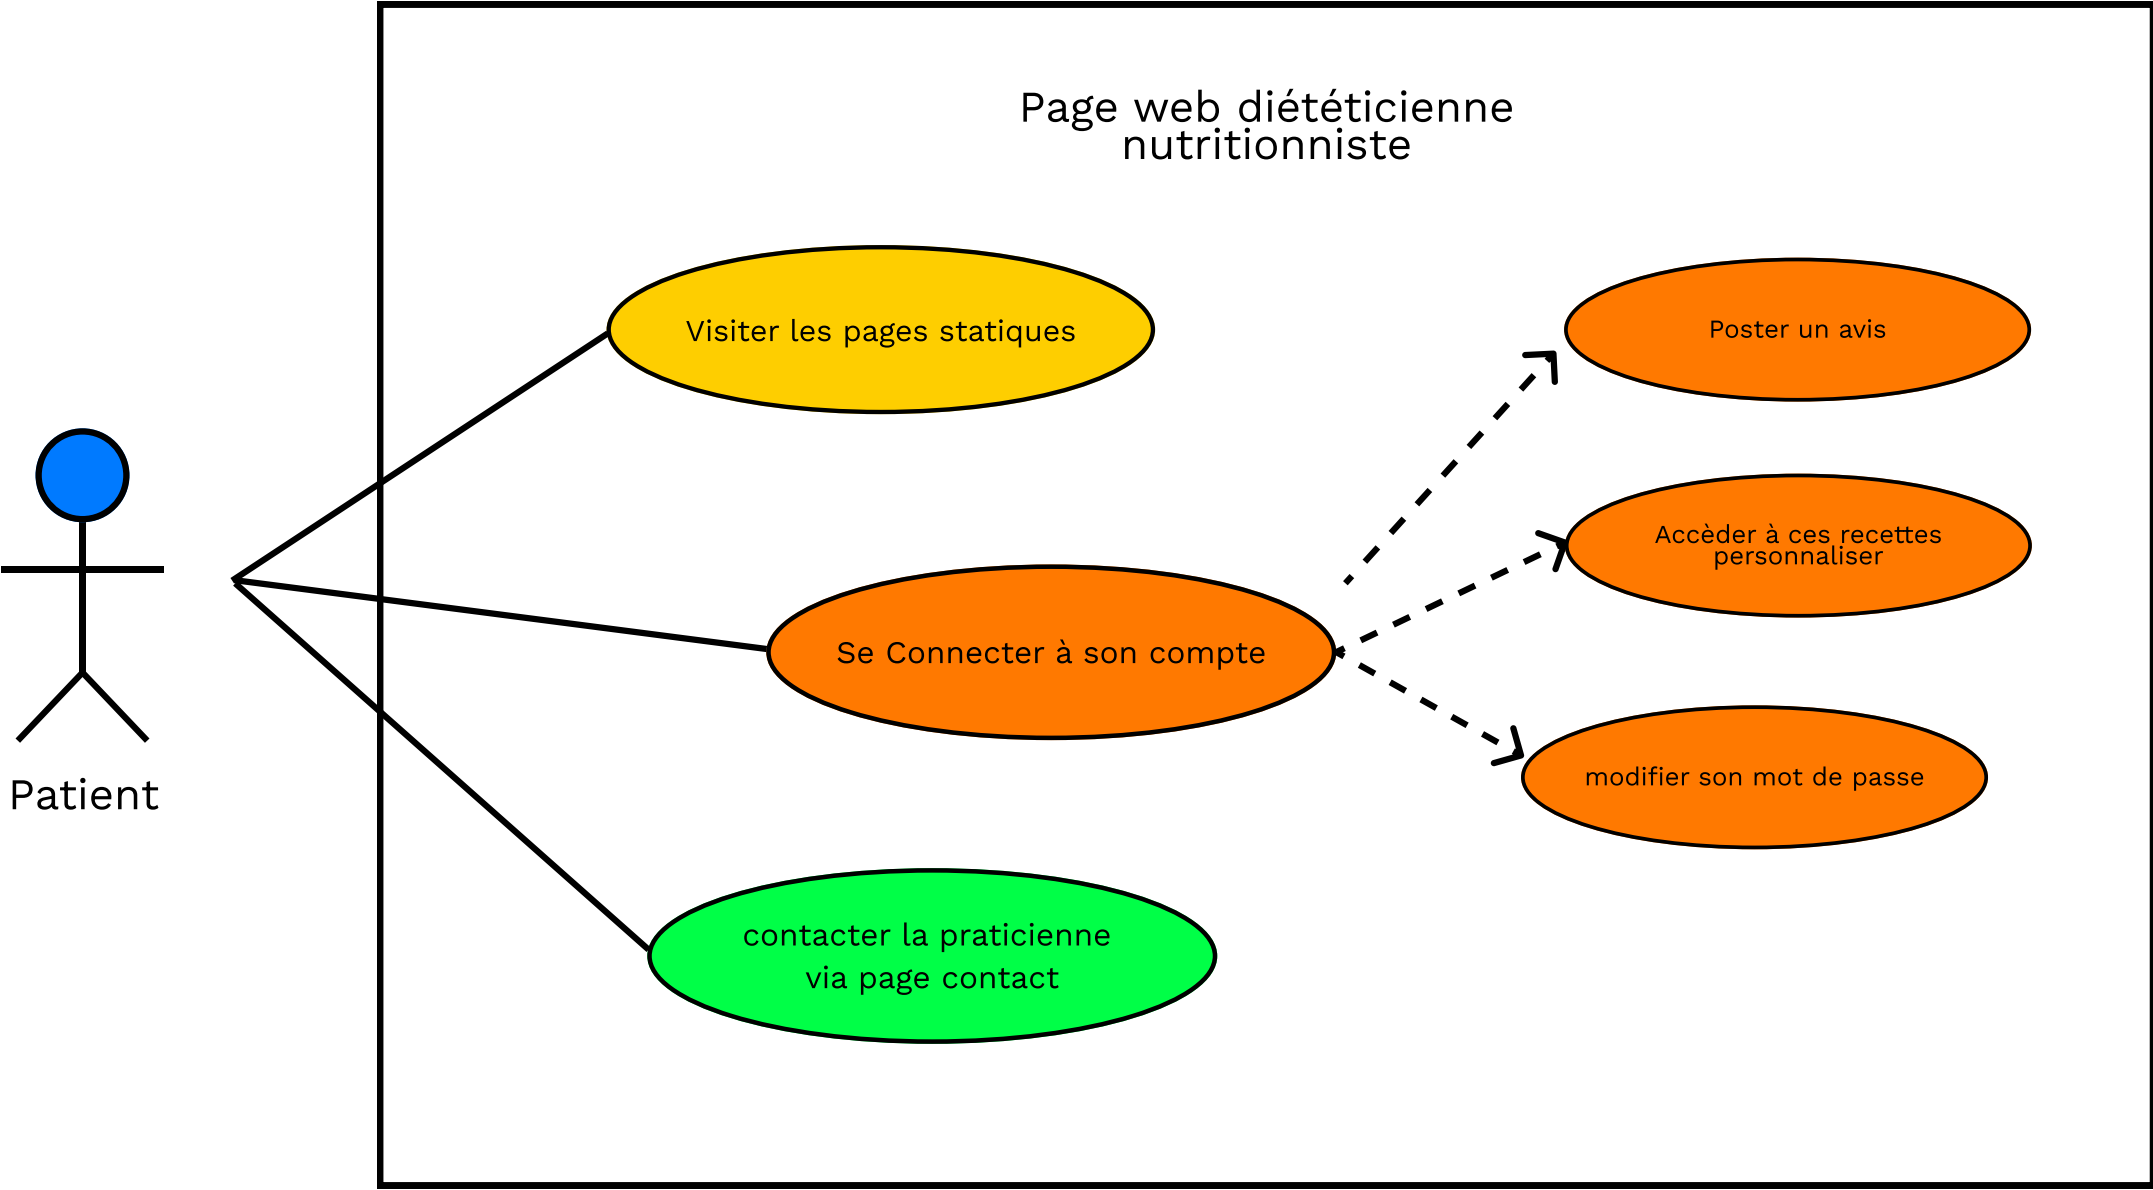 Page web diététicienne
nutritionniste
Visiter les pages statiques
Poster un avis
Accèder à ces recettes
personnaliser
Se Connecter à son compte
modifier son mot de passe
Patient
contacter la praticienne
via page contact